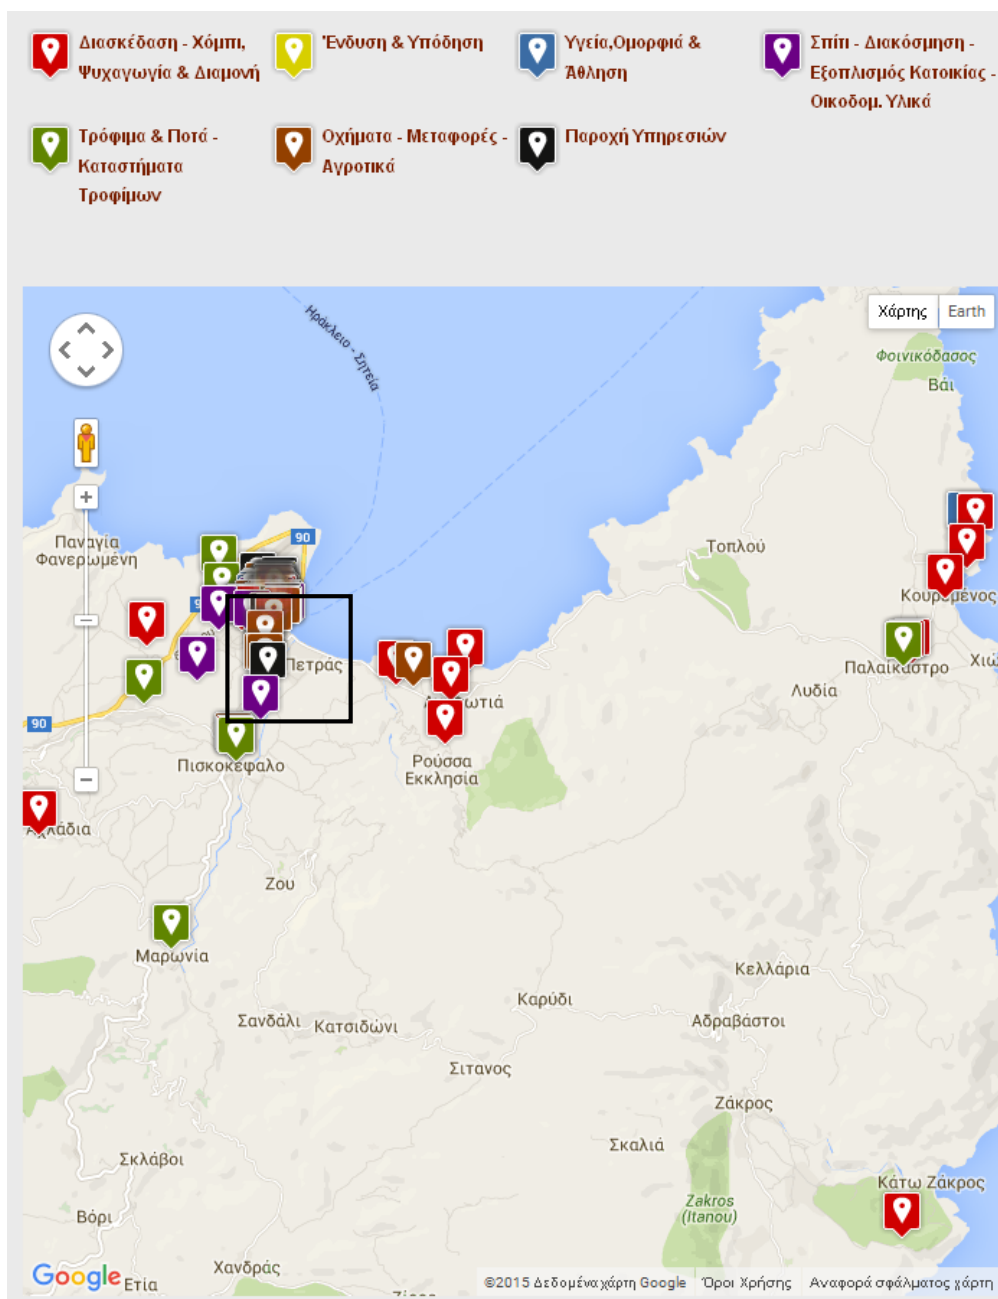 Διασκέδαση - Χόμπι,
Ψυχαγωγία & Διαμονή
Ένδυση & Υπόδηση
Υγεία,Ομορφιά &
Άθληση
Σπίτι - Διακόσμηση -
Εξοπλισμός Κατοικίας -
Οικοδομ. Υλικά
Τρόφιμα & Ποτά -
Καταστήματα
Τροφίμων
Οχήματα - Μεταφορές -
Αγροτικά
Παροχή Υπηρεσιών
Ηράκλειο - Σητεία
Χάρτης
Earth
Φοινικόδασος
Βάι
Παναγία
Φανερωμένη
90
Τοπλού
Πετράς
Παλαίκαστρο
Λυδία
90
Πισκοκέφαλο
Ρούσσα
Εκκλησία
Ζου
Μαρωνία
Κελλάρια
Καρύδι
Σανδάλι
Κατσιδώνι
Αδραβάστοι
Σιτανος
Ζάκρος
Σκαλιά
Σκλάβοι
Κάτω Ζάκρος
Zakros
(Itanou)
Βόρι
Χανδράς
Google
Ετία
©2015 Δεδομένα χάρτη Google
Όροι Χρήσης
Αναφορά σφάλματος χάρτη